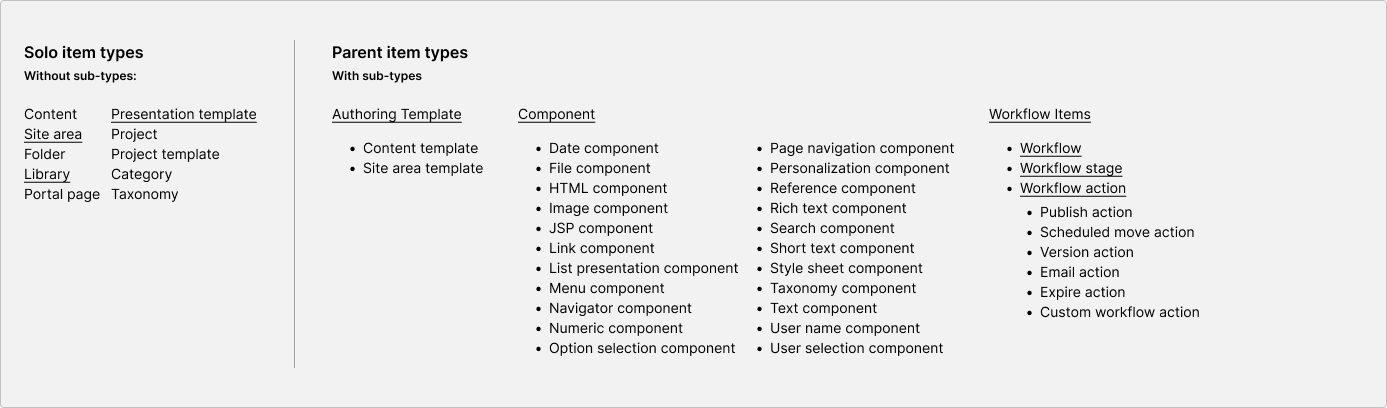 Solo item types
Without sub-types:
Content
Site area
Folder
Library
Portal page
Presentation template
Project
Project template
Category
Taxonomy
Parent item types
With sub-types
Authoring Template
• Content template
• Site area template
Component
• Date component
• File component
• HTML component
• Image component
• JSP component
• Link component
• List presentation component
• Menu component
• Navigator component
• Numeric component
• Option selection component
• Page navigation component
• Personalization component
• Reference component
• Rich text component
• Search component
• Short text component
• Style sheet component
• Taxonomy component
• Text component
• User name component
• User selection component
Workflow Items
• Workflow
• Workflow stage
• Workflow action
• Publish action
• Scheduled move action
• Version action
• Email action
• Expire action
• Custom workflow action